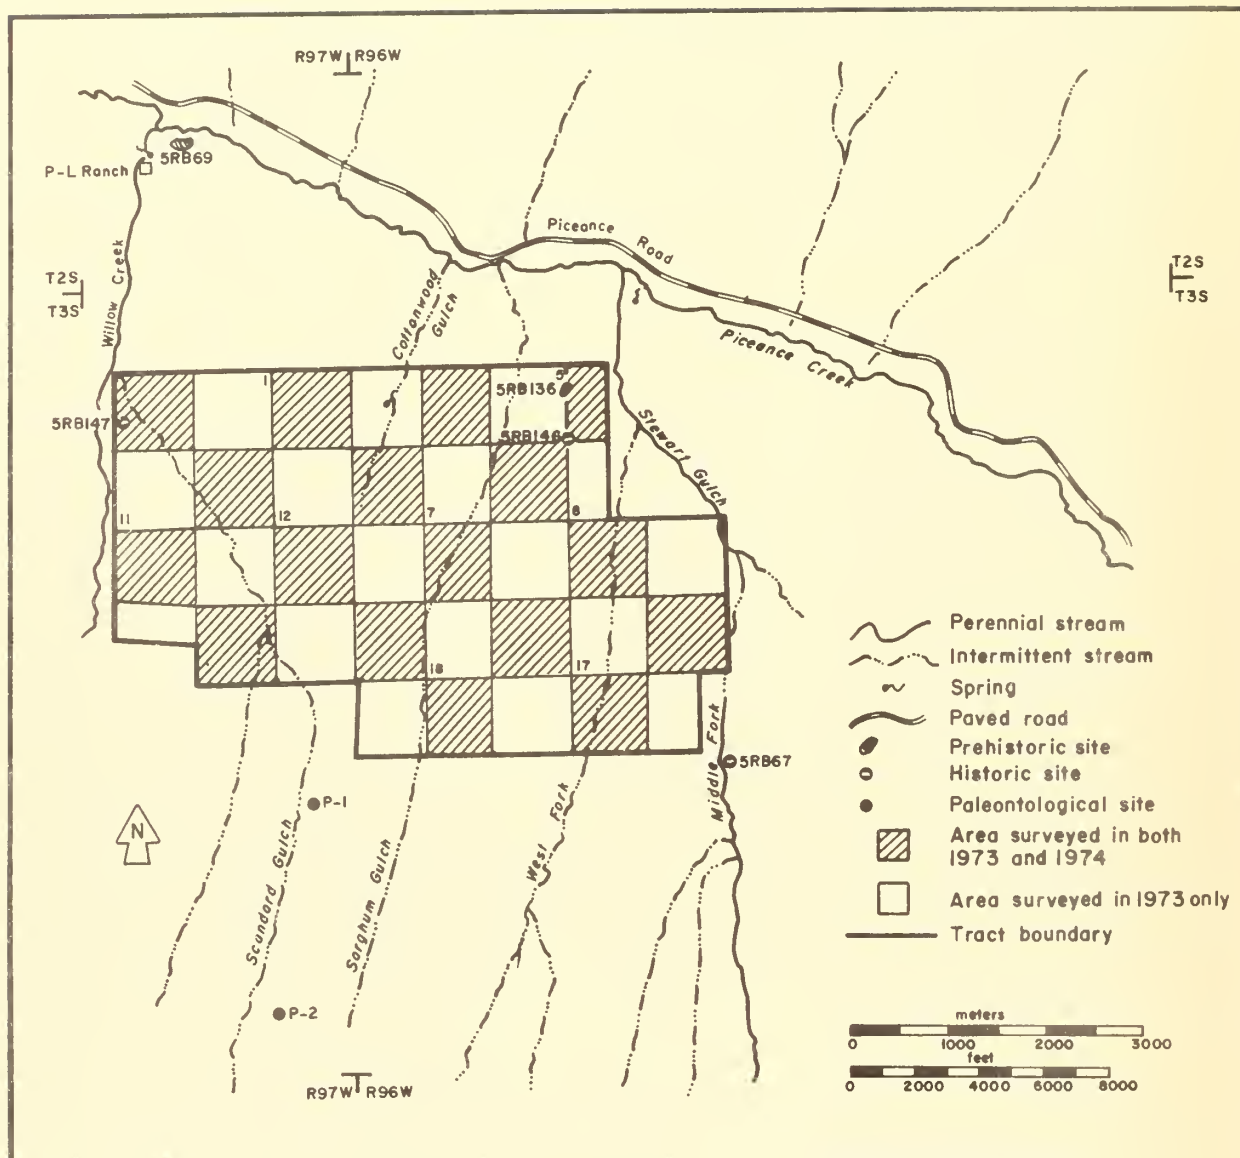 R97W R96W
5RB69
P-L Ranch
Piceance Road
T2S
T3S
T2S
T3S
Willow Creek
Cottonwood Gulch
Piceance Creek
1
5
5RB136
5RB147
5RB146
Stewart Gulch
11
12
7
8
18
17
Middle Fork
5RB67
P-1
N
West Fork
Scandard Gulch
Sorghum Gulch
P-2
R97W R96W
Perennial stream
Intermittent stream
Spring
Paved road
Prehistoric site
Historic site
Paleontological site
Area surveyed in both
1973 and 1974
Area surveyed in 1973 only
Tract boundary
meters
0 1000 2000 3000
feet
0 2000 4000 6000 8000